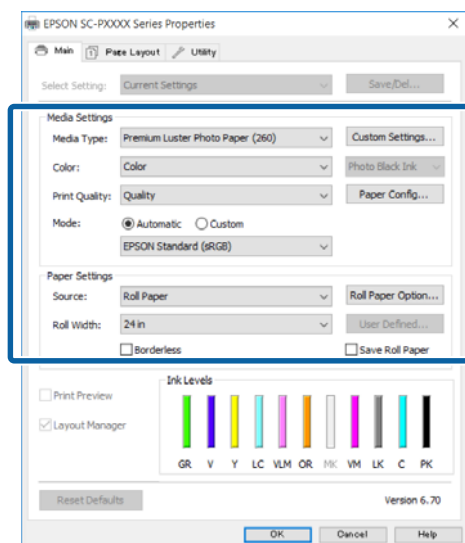 EPSON SC-PXXXX Series Properties
Main Page Layout Utility
Select Setting: Current Settings Save/Del...
Media Settings
Media Type: Premium Luster Photo Paper (260) Custom Settings...
Color: Color Photo Black Ink
Print Quality: Quality Paper Config...
Mode: Automatic Custom
EPSON Standard (sRGB)
Paper Settings
Source: Roll Paper Roll Paper Option...
Roll Width: 24 in User Defined...
Borderless Save Roll Paper
Print Preview
Layout Manager
Ink Levels
GR V Y LC VLM OR MK VM LK C PK
Reset Defaults Version 6.70
OK Cancel Help